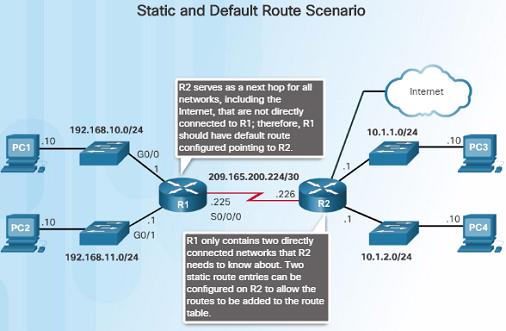 Static and Default Route Scenario
R2 serves as a next hop for all
networks, including the
Internet, that are not directly
connected to R1; therefore, R1
should have default route
configured pointing to R2.
Internet
192.168.10.0/24
10.1.1.0/24
PC1
.10
G0/0
.1
.1
.10
PC3
209.165.200.224/30
R1
.225
.226
R2
S0/0/0
PC2
.10
.1
G0/1
192.168.11.0/24
.1
.10
PC4
10.1.2.0/24
R1 only contains two directly
connected networks that R2
needs to know about. Two
static route entries can be
configured on R2 to allow the
routes to be added to the route
table.